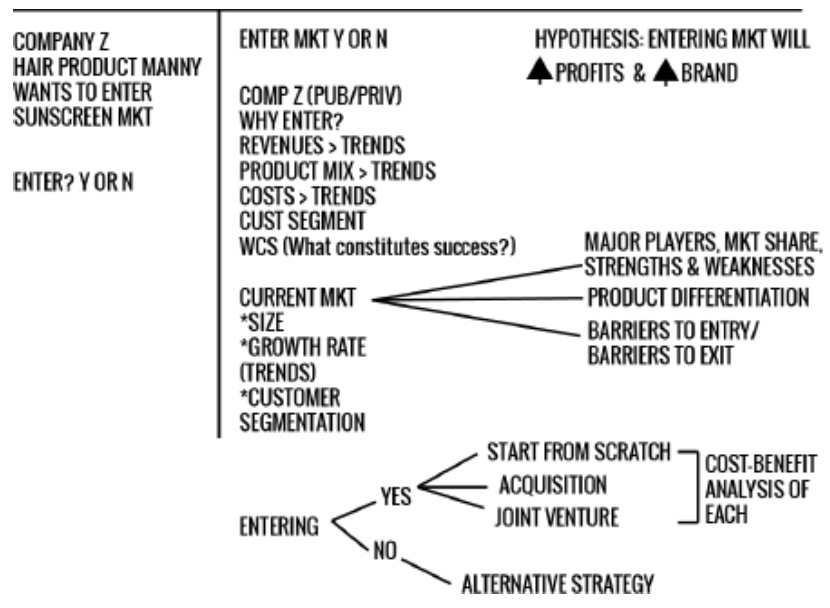 COMPANY Z
HAIR PRODUCT MANNY
WANTS TO ENTER
SUNSCREEN MKT
ENTER? Y OR N
ENTER MKT Y OR N
HYPOTHESIS: ENTERING MKT WILL
PROFITS & BRAND
COMP Z (PUB/PRIV)
WHY ENTER?
REVENUES > TRENDS
PRODUCT MIX > TRENDS
COSTS > TRENDS
CUST SEGMENT
WCS (What constitutes success?)
CURRENT MKT
*SIZE
*GROWTH RATE
(TRENDS)
*CUSTOMER
SEGMENTATION
MAJOR PLAYERS, MKT SHARE,
STRENGTHS & WEAKNESSES
PRODUCT DIFFERENTIATION
BARRIERS TO ENTRY/
BARRIERS TO EXIT
ENTERING
YES
START FROM SCRATCH
ACQUISITION
JOINT VENTURE
COST-BENEFIT
ANALYSIS OF
EACH
NO
ALTERNATIVE STRATEGY